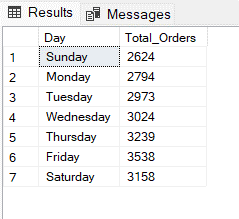 Results Messages
Day Total_Orders
1 Sunday 2624
2 Monday 2794
3 Tuesday 2973
4 Wednesday 3024
5 Thursday 3239
6 Friday 3538
7 Saturday 3158